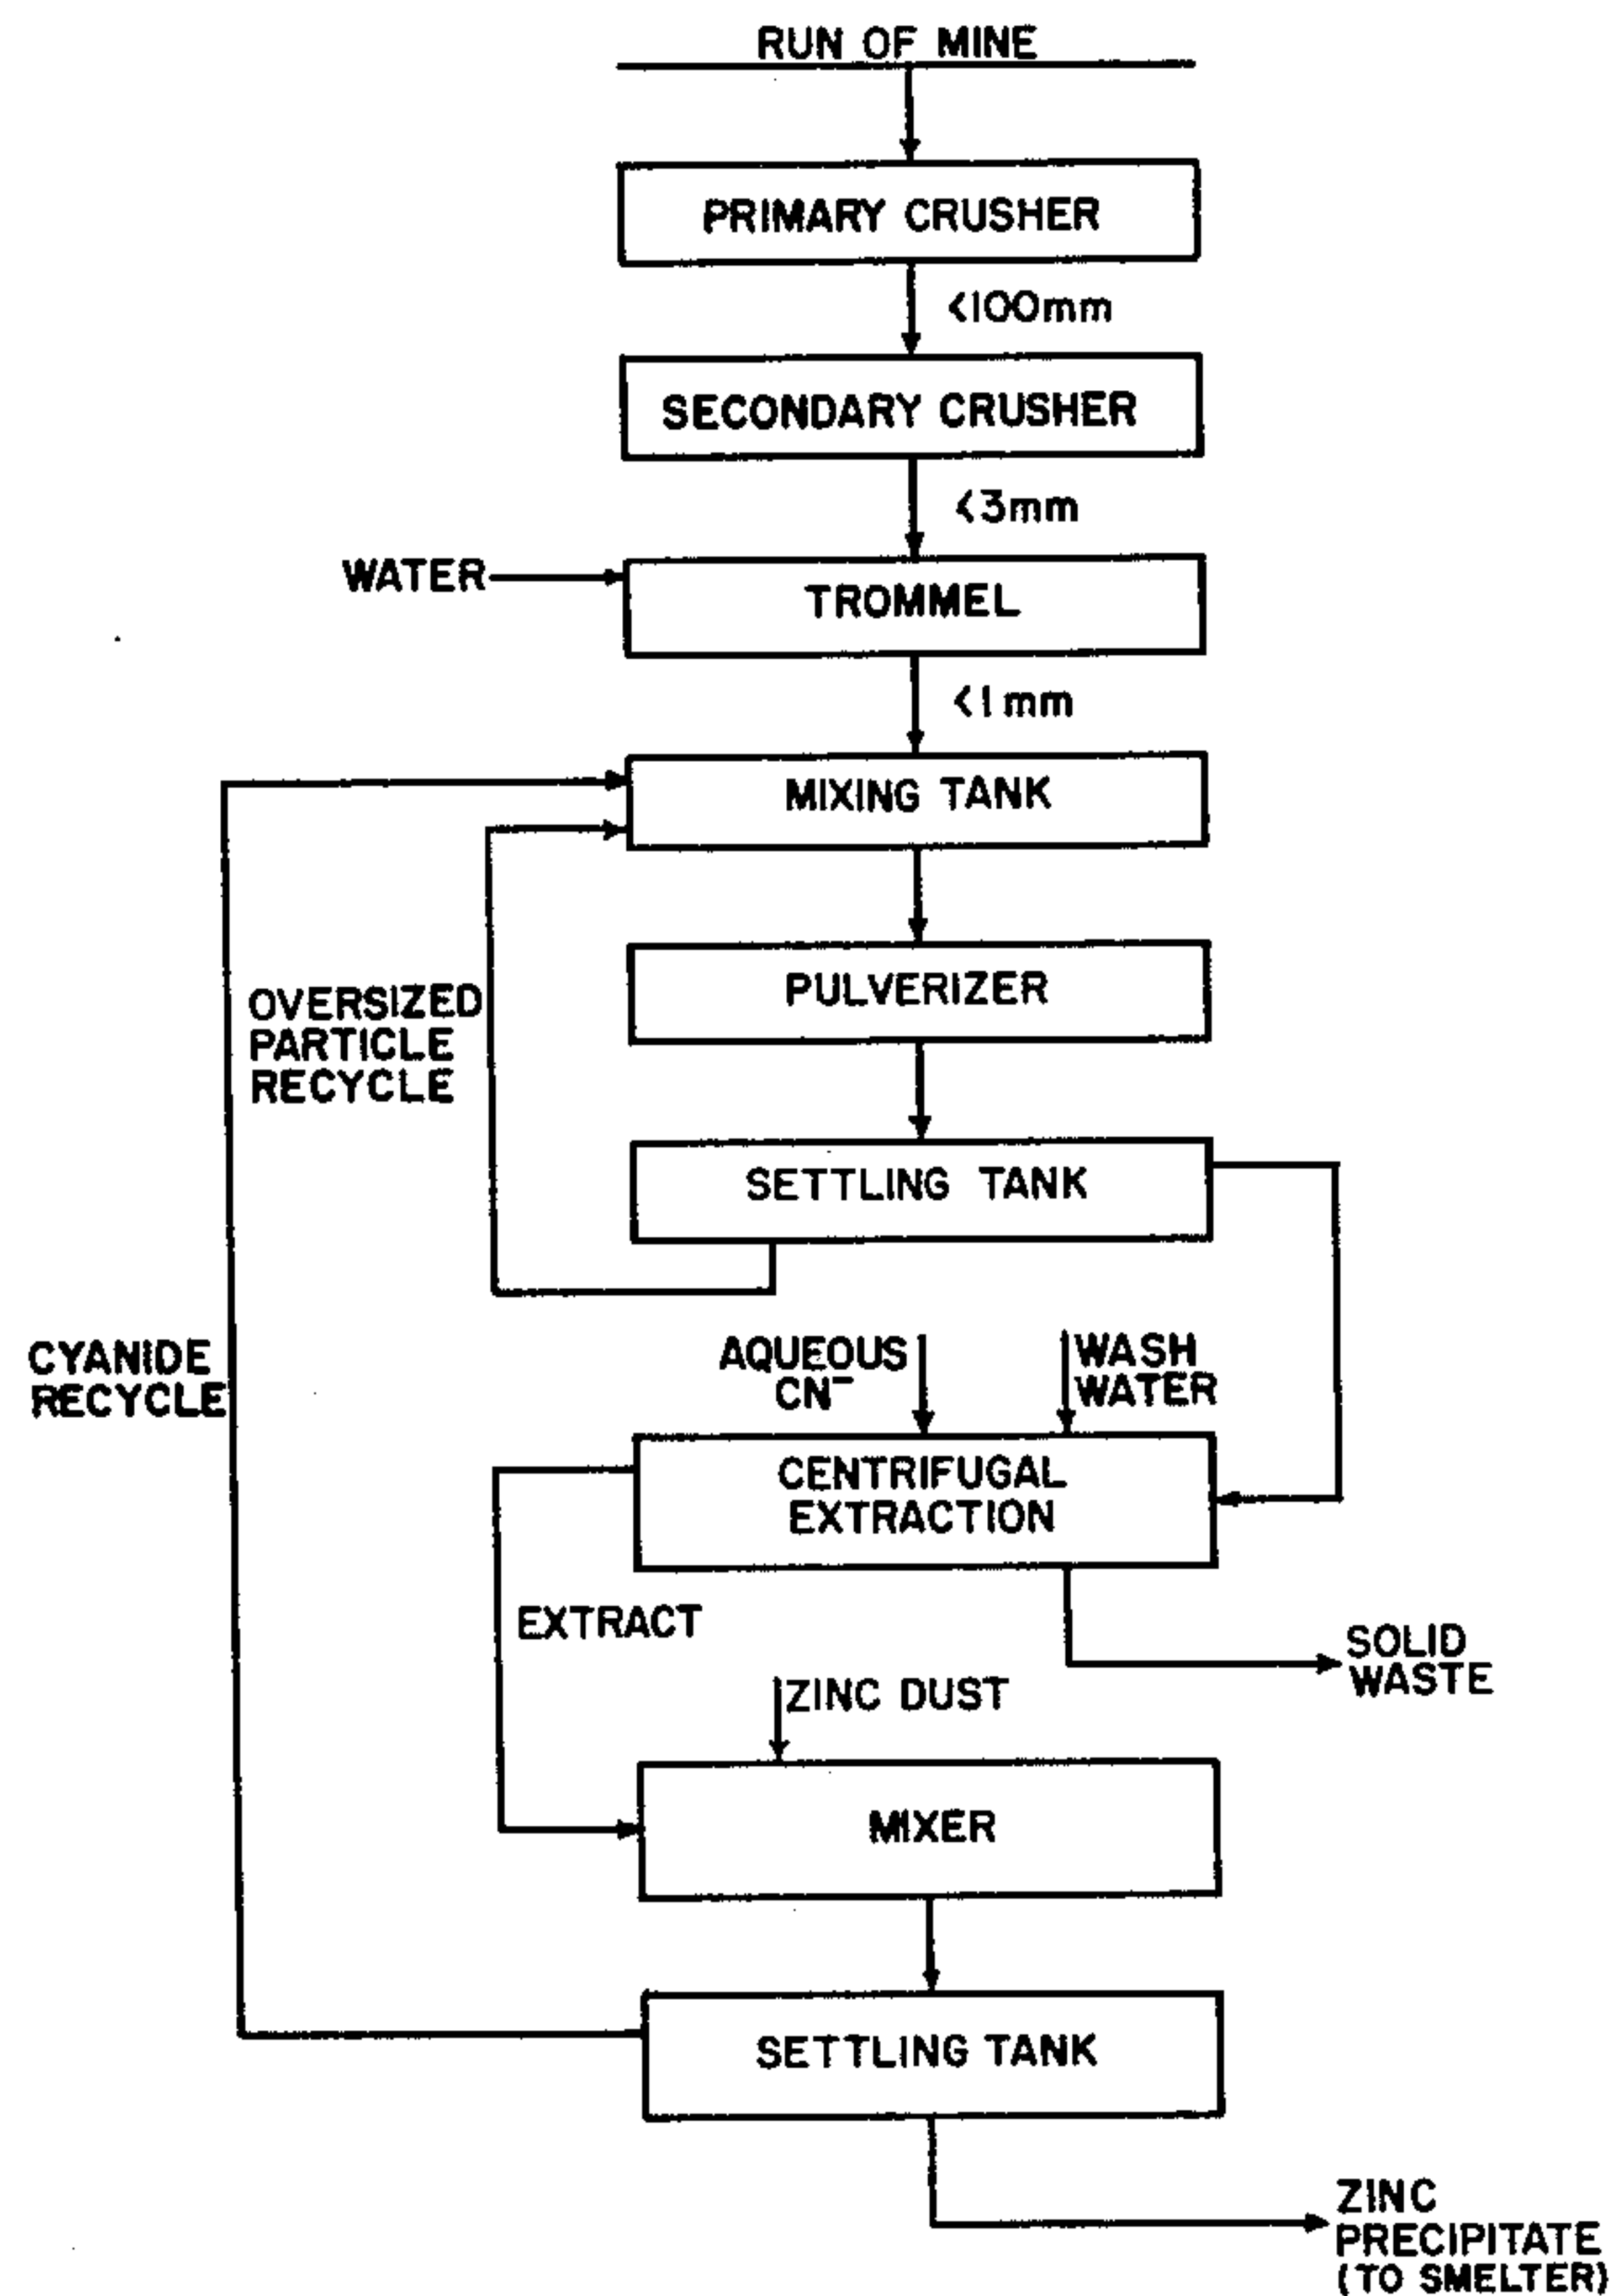 RUN OF MINE
PRIMARY CRUSHER
<100mm
SECONDARY CRUSHER
<3mm
WATER
TROMMEL
<1mm
MIXING TANK
PULVERIZER
OVERSIZED
PARTICLE
RECYCLE
SETTLING TANK
CYANIDE
RECYCLE
AQUEOUS
CN⁻
WASH
WATER
CENTRIFUGAL
EXTRACTION
EXTRACT
SOLID
WASTE
ZINC DUST
MIXER
SETTLING TANK
ZINC
PRECIPITATE
(TO SMELTER)